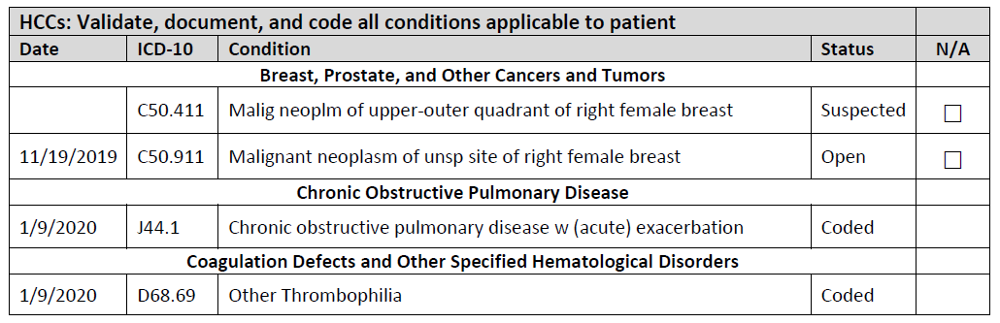 HCCs: Validate, document, and code all conditions applicable to patient
Date ICD-10 Condition Status N/A
Breast, Prostate, and Other Cancers and Tumors
C50.411 Malig neoplm of upper-outer quadrant of right female breast Suspected ☐
11/19/2019 C50.911 Malignant neoplasm of unsp site of right female breast Open ☐
Chronic Obstructive Pulmonary Disease
1/9/2020 J44.1 Chronic obstructive pulmonary disease w (acute) exacerbation Coded
Coagulation Defects and Other Specified Hematological Disorders
1/9/2020 D68.69 Other Thrombophilia Coded